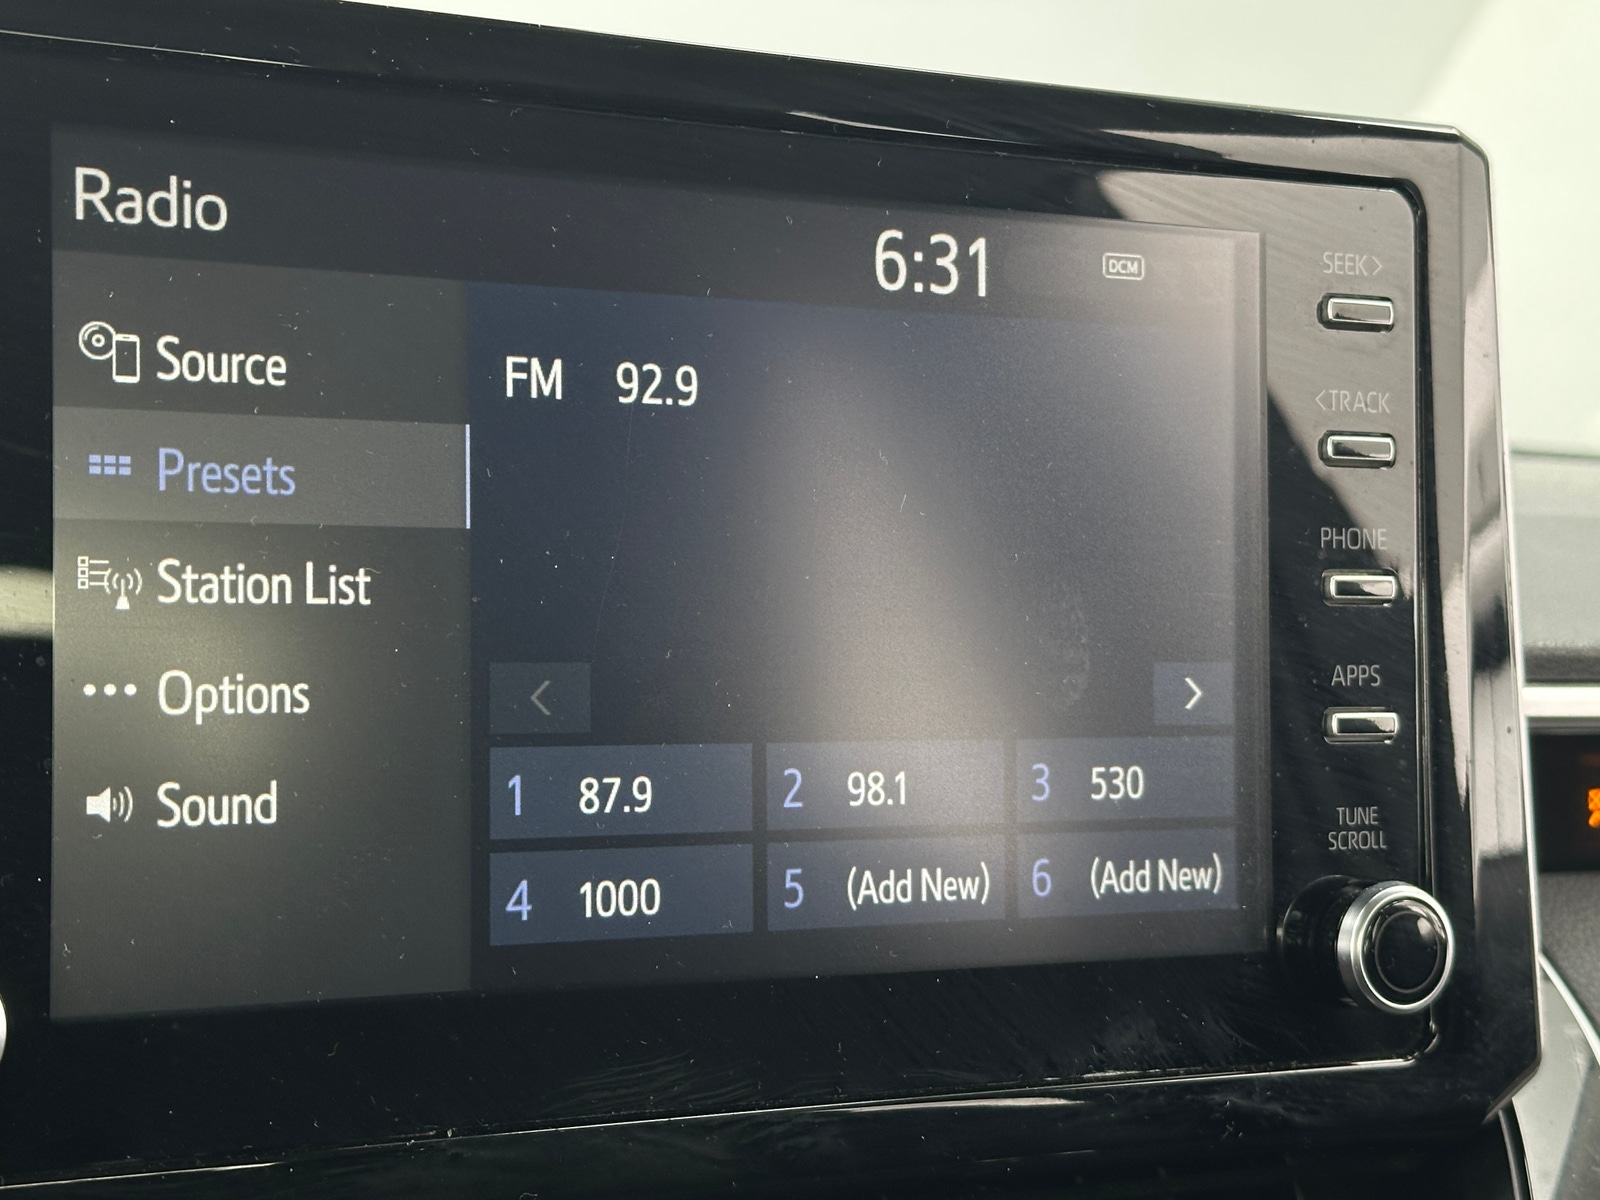 Radio
6:31
DCM
Source
Presets
Station List
Options
Sound
FM 92.9
<
>
1 87.9
2 98.1
3 530
4 1000
5 (Add New)
6 (Add New)
SEEK>
<TRACK
PHONE
APPS
TUNE
SCROLL